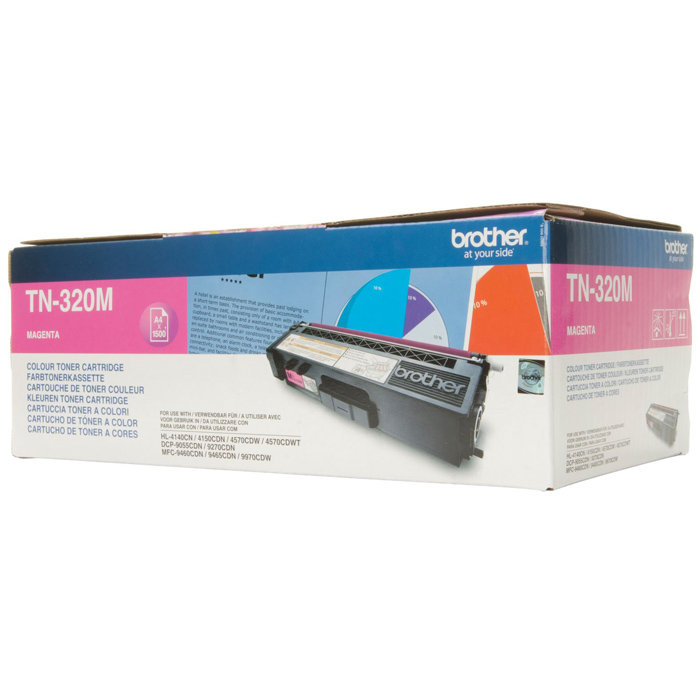 brother
at your side
TN-320M
MAGENTA
A4
x
1500
COLOUR TONER CARTRIDGE
FARBTONERKASSETTE
CARTOUCHE DE TONER COULEUR
KLEUREN TONER CARTRIDGE
CARTUCCIA TONER A COLORI
CARTUCHO DE TONER A COLOR
CARTUCHO DE TONER A CORES
FOR USE WITH / VERWENDBAR FÜR / A UTILISER AVEC
VOOR GEBRUIK IN / DA UTILIZZARE CON
PARA USAR CON / PARA USAR COM
HL-4140CN / 4150CDN / 4570CDW / 4570CDWT
DCP-9055CDN / 9270CDN
MFC-9460CDN / 9465CDN / 9970CDW
10 %
10 %
brother
brother
at your side
TN-320M
MAGENTA
COLOUR TONER CARTRIDGE / FARBTONERKASSETTE
CARTOUCHE DE TONER COULEUR
KLEUREN TONER CARTRIDGE
CARTUCCIA TONER A COLORI
CARTUCHO DE TONER A COLOR
CARTUCHO DE TONER A CORES